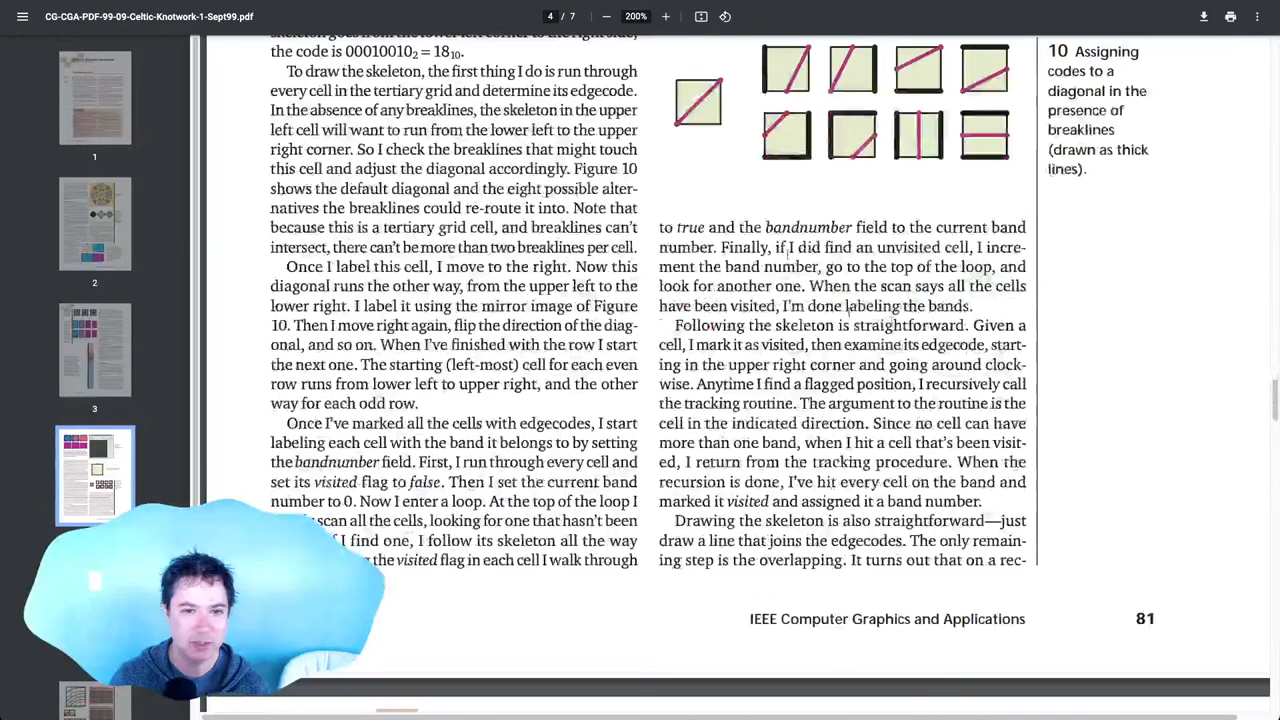 CG-CGA-PDF-99-09-Celtic-Knotwork-1-Sept99.pdf
4 / 7
200%
1
2
3
the code is 00010010₂ = 18₁₀.
To draw the skeleton, the first thing I do is run through
every cell in the tertiary grid and determine its edgecode.
In the absence of any breaklines, the skeleton in the upper
left cell will want to run from the lower left to the upper
right corner. So I check the breaklines that might touch
this cell and adjust the diagonal accordingly. Figure 10
shows the default diagonal and the eight possible alter-
natives the breaklines could re-route it into. Note that
because this is a tertiary grid cell, and breaklines can't
intersect, there can't be more than two breaklines per cell.
Once I label this cell, I move to the right. Now this
diagonal runs the other way, from the upper left to the
lower right. I label it using the mirror image of Figure
10. Then I move right again, flip the direction of the diag-
onal, and so on. When I've finished with the row I start
the next one. The starting (left-most) cell for each even
row runs from lower left to upper right, and the other
way for each odd row.
Once I've marked all the cells with edgecodes, I start
labeling each cell with the band it belongs to by setting
the bandnumber field. First, I run through every cell and
set its visited flag to false. Then I set the current band
number to 0. Now I enter a loop. At the top of the loop I
scan all the cells, looking for one that hasn't been
I find one, I follow its skeleton all the way
the visited flag in each cell I walk through
10 Assigning
codes to a
diagonal in the
presence of
breaklines
(drawn as thick
lines).
to true and the bandnumber field to the current band
number. Finally, if I did find an unvisited cell, I incre-
ment the band number, go to the top of the loop, and
look for another one. When the scan says all the cells
have been visited, I'm done labeling the bands.
Following the skeleton is straightforward. Given a
cell, I mark it as visited, then examine its edgecode, start-
ing in the upper right corner and going around clock-
wise. Anytime I find a flagged position, I recursively call
the tracking routine. The argument to the routine is the
cell in the indicated direction. Since no cell can have
more than one band, when I hit a cell that's been visit-
ed, I return from the tracking procedure. When the
recursion is done, I've hit every cell on the band and
marked it visited and assigned it a band number.
Drawing the skeleton is also straightforward—just
draw a line that joins the edgecodes. The only remain-
ing step is the overlapping. It turns out that on a rec-
IEEE Computer Graphics and Applications
81